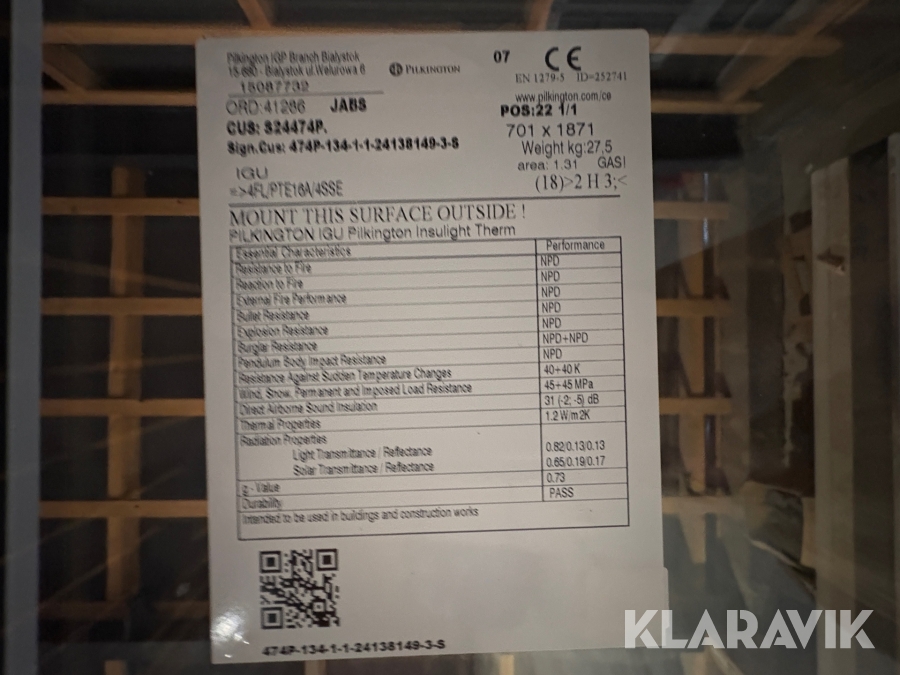 Pilkington IGP Branch Bialystok
15-680 - Bialystok ul.Welurowa 6
15087732
PILKINGTON
07 CE
EN 1279-5 ID=252741
www.pilkington.com/ce
ORD:41286 JABS
POS:22 1/1
CUS: S24474P.
701 x 1871
Sign.Cus: 474P-134-1-1-24138149-3-S
Weight kg:27,5
area: 1.31 GASI
IGU
(18)>2 H 3;<
=>4FL/PTE16A/4SSE
MOUNT THIS SURFACE OUTSIDE !
PILKINGTON IGU Pilkington Insulight Therm
Essential Characteristics Performance
Resistance to Fire NPD
Reaction to Fire NPD
External Fire Performance NPD
Bullet Resistance NPD
Explosion Resistance NPD
Burglar Resistance NPD+NPD
Pendulum Body Impact Resistance NPD
Resistance Against Sudden Temperature Changes 40+40 K
Wind, Snow, Permanent and Imposed Load Resistance 45+45 MPa
Direct Airborne Sound Insulation 31 (-2; -5) dB
Thermal Properties 1.2 W/m2K
Radiation Properties
Light Transmittance / Reflectance 0.82/0.13/0.13
Solar Transmittance / Reflectance 0.65/0.19/0.17
g - Value 0.73
Durability PASS
Intended to be used in buildings and construction works
474P-134-1-1-24138149-3-S
KLARAVIK